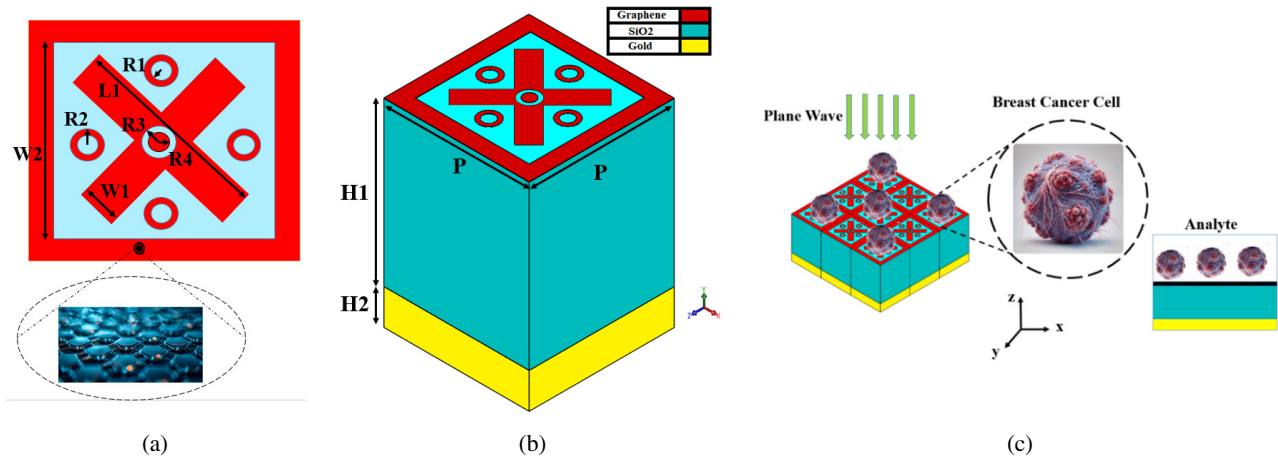 R1
L1
R2
R3
R4
W2
W1
(a)
Graphene
SiO2
Gold
P
P
H1
H2
Y
Z
X
(b)
Plane Wave
Breast Cancer Cell
Analyte
z
x
y
(c)